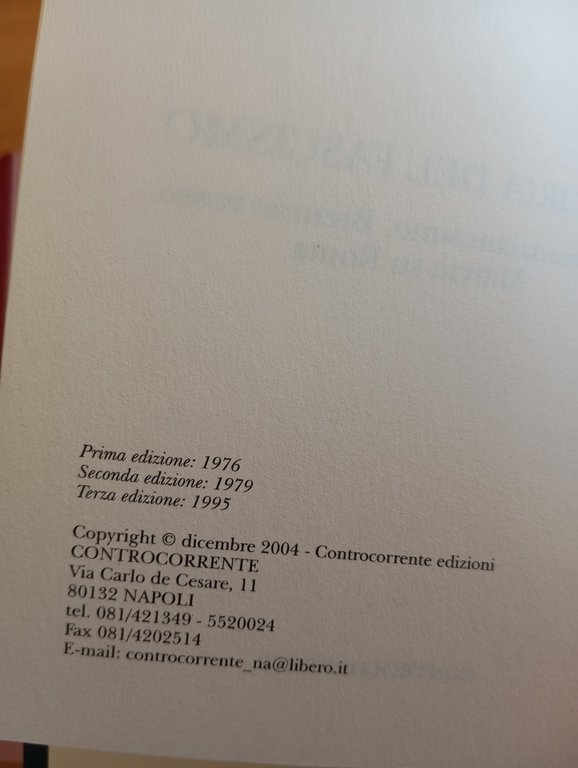 Prima edizione: 1976
Seconda edizione: 1979
Terza edizione: 1995
Copyright © dicembre 2004 - Controcorrente edizioni
CONTROCORRENTE
Via Carlo de Cesare, 11
80132 NAPOLI
tel. 081/421349 - 5520024
Fax 081/4202514
E-mail: controcorrente_na@libero.it